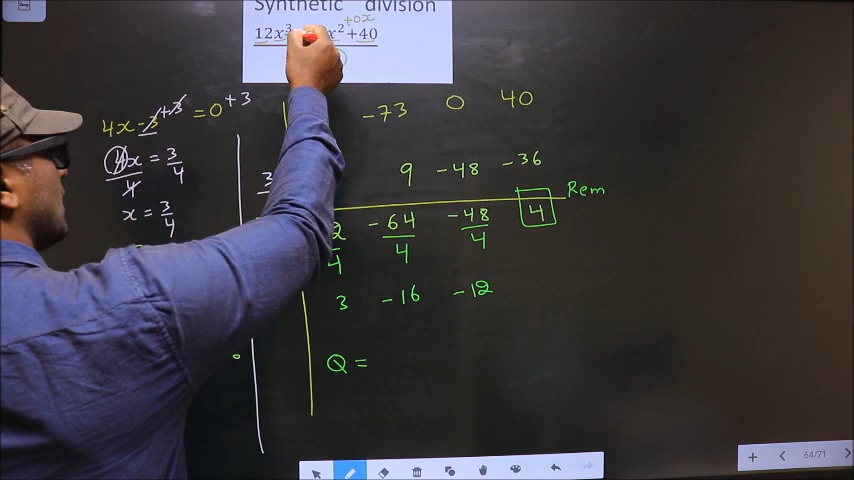 Synthetic division
+0x
12x³ x² +40
4x - 3 +3 = 0 +3
-73 0 40
4x/4 = 3/4
9 -48 -36
3
Rem
-64/4 -48/4 4
x = 3/4
3 -16 -12
Q =
64/71